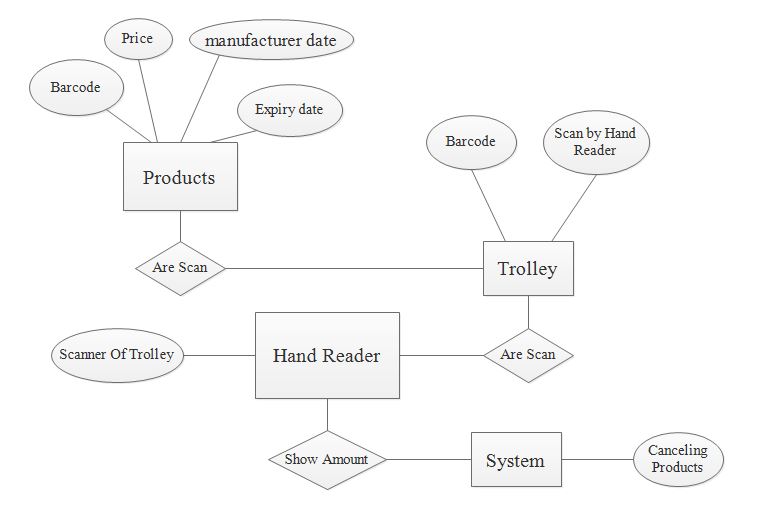 Price
manufacturer date
Barcode
Expiry date
Barcode
Scan by Hand
Reader
Products
Are Scan
Trolley
Scanner Of Trolley
Hand Reader
Are Scan
Show Amount
System
Canceling
Products